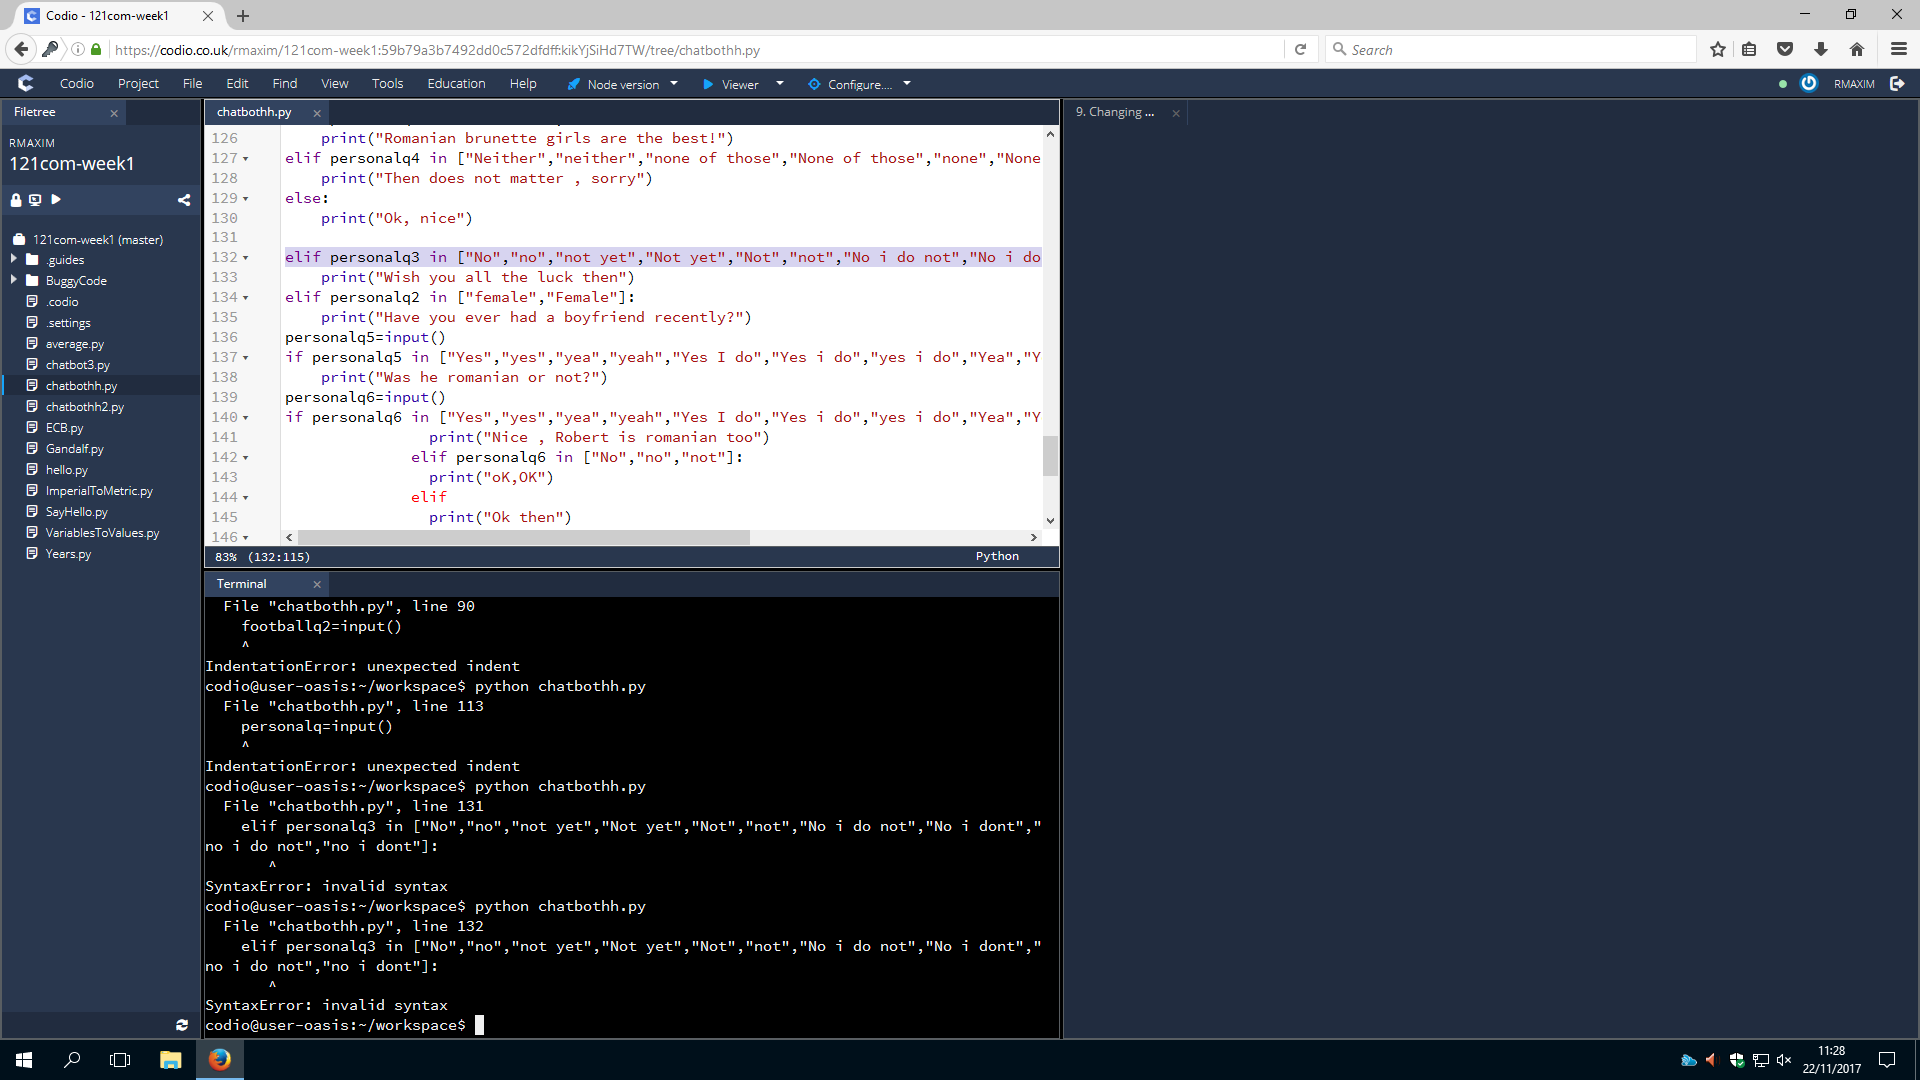 Codio - 121com-week1
https://codio.co.uk/rmaxim/121com-week1:59b79a3b7492dd0c572dfdff:kikYjSiHd7TW/tree/chatbothh.py
Search
Codio Project File Edit Find View Tools Education Help Node version Viewer Configure.... RMAXIM
Filetree
RMAXIM
121com-week1
121com-week1 (master)
.guides
BuggyCode
.codio
.settings
average.py
chatbot3.py
chatbothh.py
chatbothh2.py
ECB.py
Gandalf.py
hello.py
ImperialToMetric.py
SayHello.py
VariablesToValues.py
Years.py
chatbothh.py
126 print("Romanian brunette girls are the best!")
127 elif personalq4 in ["Neither","neither","none of those","None of those","none","None
128 print("Then does not matter , sorry")
129 else:
130 print("Ok, nice")
131
132 elif personalq3 in ["No","no","not yet","Not yet","Not","not","No i do not","No i do
133 print("Wish you all the luck then")
134 elif personalq2 in ["female","Female"]:
135 print("Have you ever had a boyfriend recently?")
136 personalq5=input()
137 if personalq5 in ["Yes","yes","yea","yeah","Yes I do","Yes i do","yes i do","Yea","Y
138 print("Was he romanian or not?")
139 personalq6=input()
140 if personalq6 in ["Yes","yes","yea","yeah","Yes I do","Yes i do","yes i do","Yea","Y
141 print("Nice , Robert is romanian too")
142 elif personalq6 in ["No","no","not"]:
143 print("oK,OK")
144 elif
145 print("Ok then")
146
83% (132:115) Python
Terminal
File "chatbothh.py", line 90
footballq2=input()
^
IndentationError: unexpected indent
codio@user-oasis:~/workspace$ python chatbothh.py
File "chatbothh.py", line 113
personalq=input()
^
IndentationError: unexpected indent
codio@user-oasis:~/workspace$ python chatbothh.py
File "chatbothh.py", line 131
elif personalq3 in ["No","no","not yet","Not yet","Not","not","No i do not","No i dont","
no i do not","no i dont"]:
^
SyntaxError: invalid syntax
codio@user-oasis:~/workspace$ python chatbothh.py
File "chatbothh.py", line 132
elif personalq3 in ["No","no","not yet","Not yet","Not","not","No i do not","No i dont","
no i do not","no i dont"]:
^
SyntaxError: invalid syntax
codio@user-oasis:~/workspace$
9. Changing ...
11:28
22/11/2017